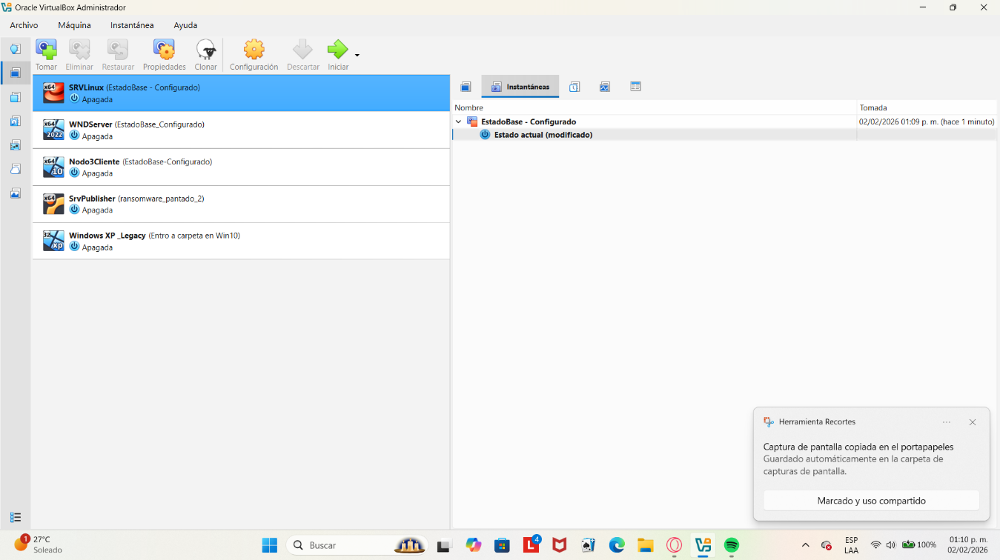 Oracle VirtualBox Administrador
Archivo Máquina Instantánea Ayuda
Tomar Eliminar Restaurar Propiedades Clonar Configuración Descartar Iniciar
x64
SRVLinux (EstadoBase - Configurado)
Apagada
x64
2022
WNDServer (EstadoBase_Configurado)
Apagada
x64
10
Nodo3Cliente (EstadoBase-Configurado)
Apagada
x64
SrvPublisher (ransomware_pantado_2)
Apagada
32
xp
Windows XP _Legacy (Entro a carpeta en Win10)
Apagada
Instantáneas
Nombre Tomada
EstadoBase - Configurado 02/02/2026 01:09 p. m. (hace 1 minuto)
Estado actual (modificado)
Herramienta Recortes
Captura de pantalla copiada en el portapapeles
Guardado automáticamente en la carpeta de
capturas de pantalla.
Marcado y uso compartido
1
27°C
Soleado
Buscar
L
4
ESP
LAA
100%
01:10 p. m.
02/02/2026